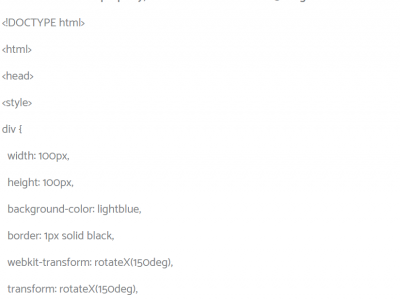 <!DOCTYPE html>
<html>
<head>
<style>
div {
width: 100px,
height: 100px,
background-color: lightblue,
border: 1px solid black,
webkit-transform: rotateX(150deg),
transform: rotateX(150deg),